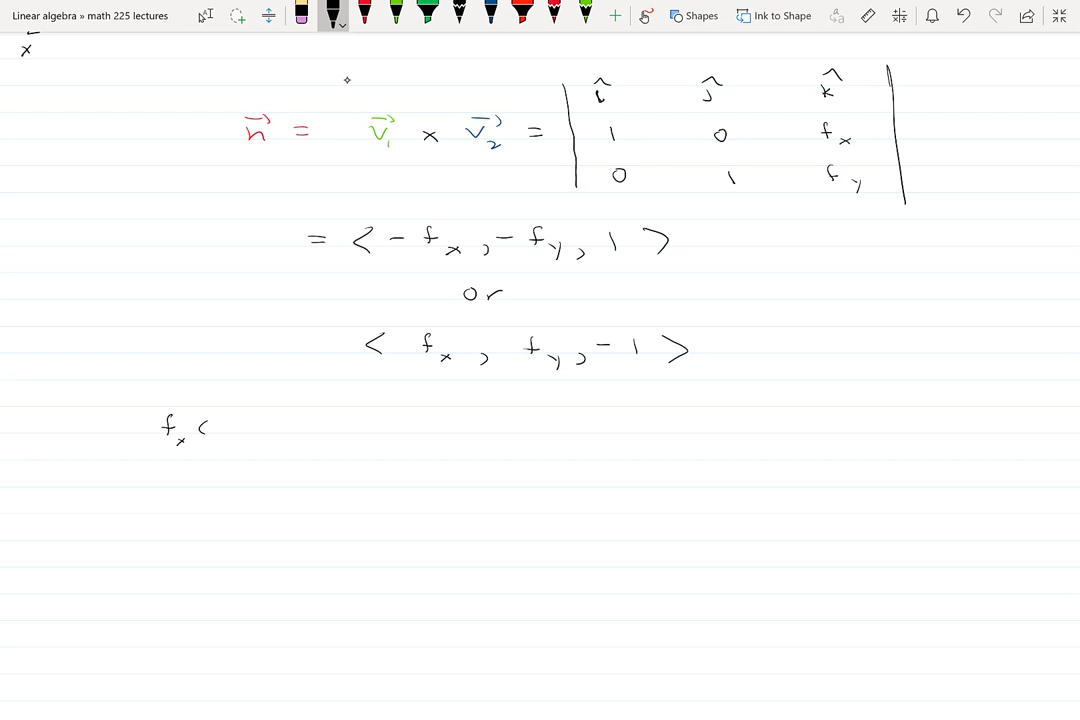 Linear algebra » math 225 lectures
Shapes
Ink to Shape
x
n⃗ = v⃗₁ × v⃗₂ = | î ĵ k̂ |
| 1 0 fₓ |
| 0 1 f_y |
= < - fₓ , - f_y , 1 >
or
< fₓ , f_y , - 1 >
fₓ (